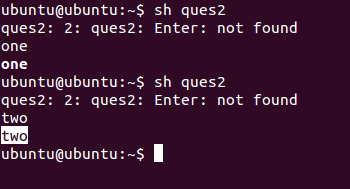 ubuntu@ubuntu:~$ sh ques2
ques2: 2: ques2: Enter: not found
one
one
ubuntu@ubuntu:~$ sh ques2
ques2: 2: ques2: Enter: not found
two
two
ubuntu@ubuntu:~$